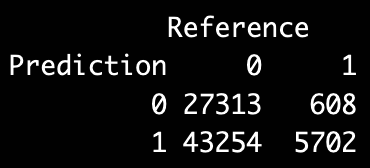 Reference
Prediction 0 1
0 27313 608
1 43254 5702